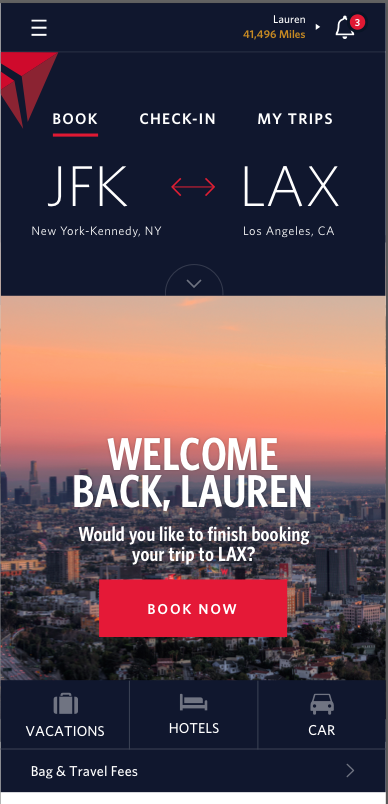 Lauren
41,496 Miles
3
BOOK
CHECK-IN
MY TRIPS
JFK
LAX
New York-Kennedy, NY
Los Angeles, CA
WELCOME
BACK, LAUREN
Would you like to finish booking
your trip to LAX?
BOOK NOW
VACATIONS
HOTELS
CAR
Bag & Travel Fees